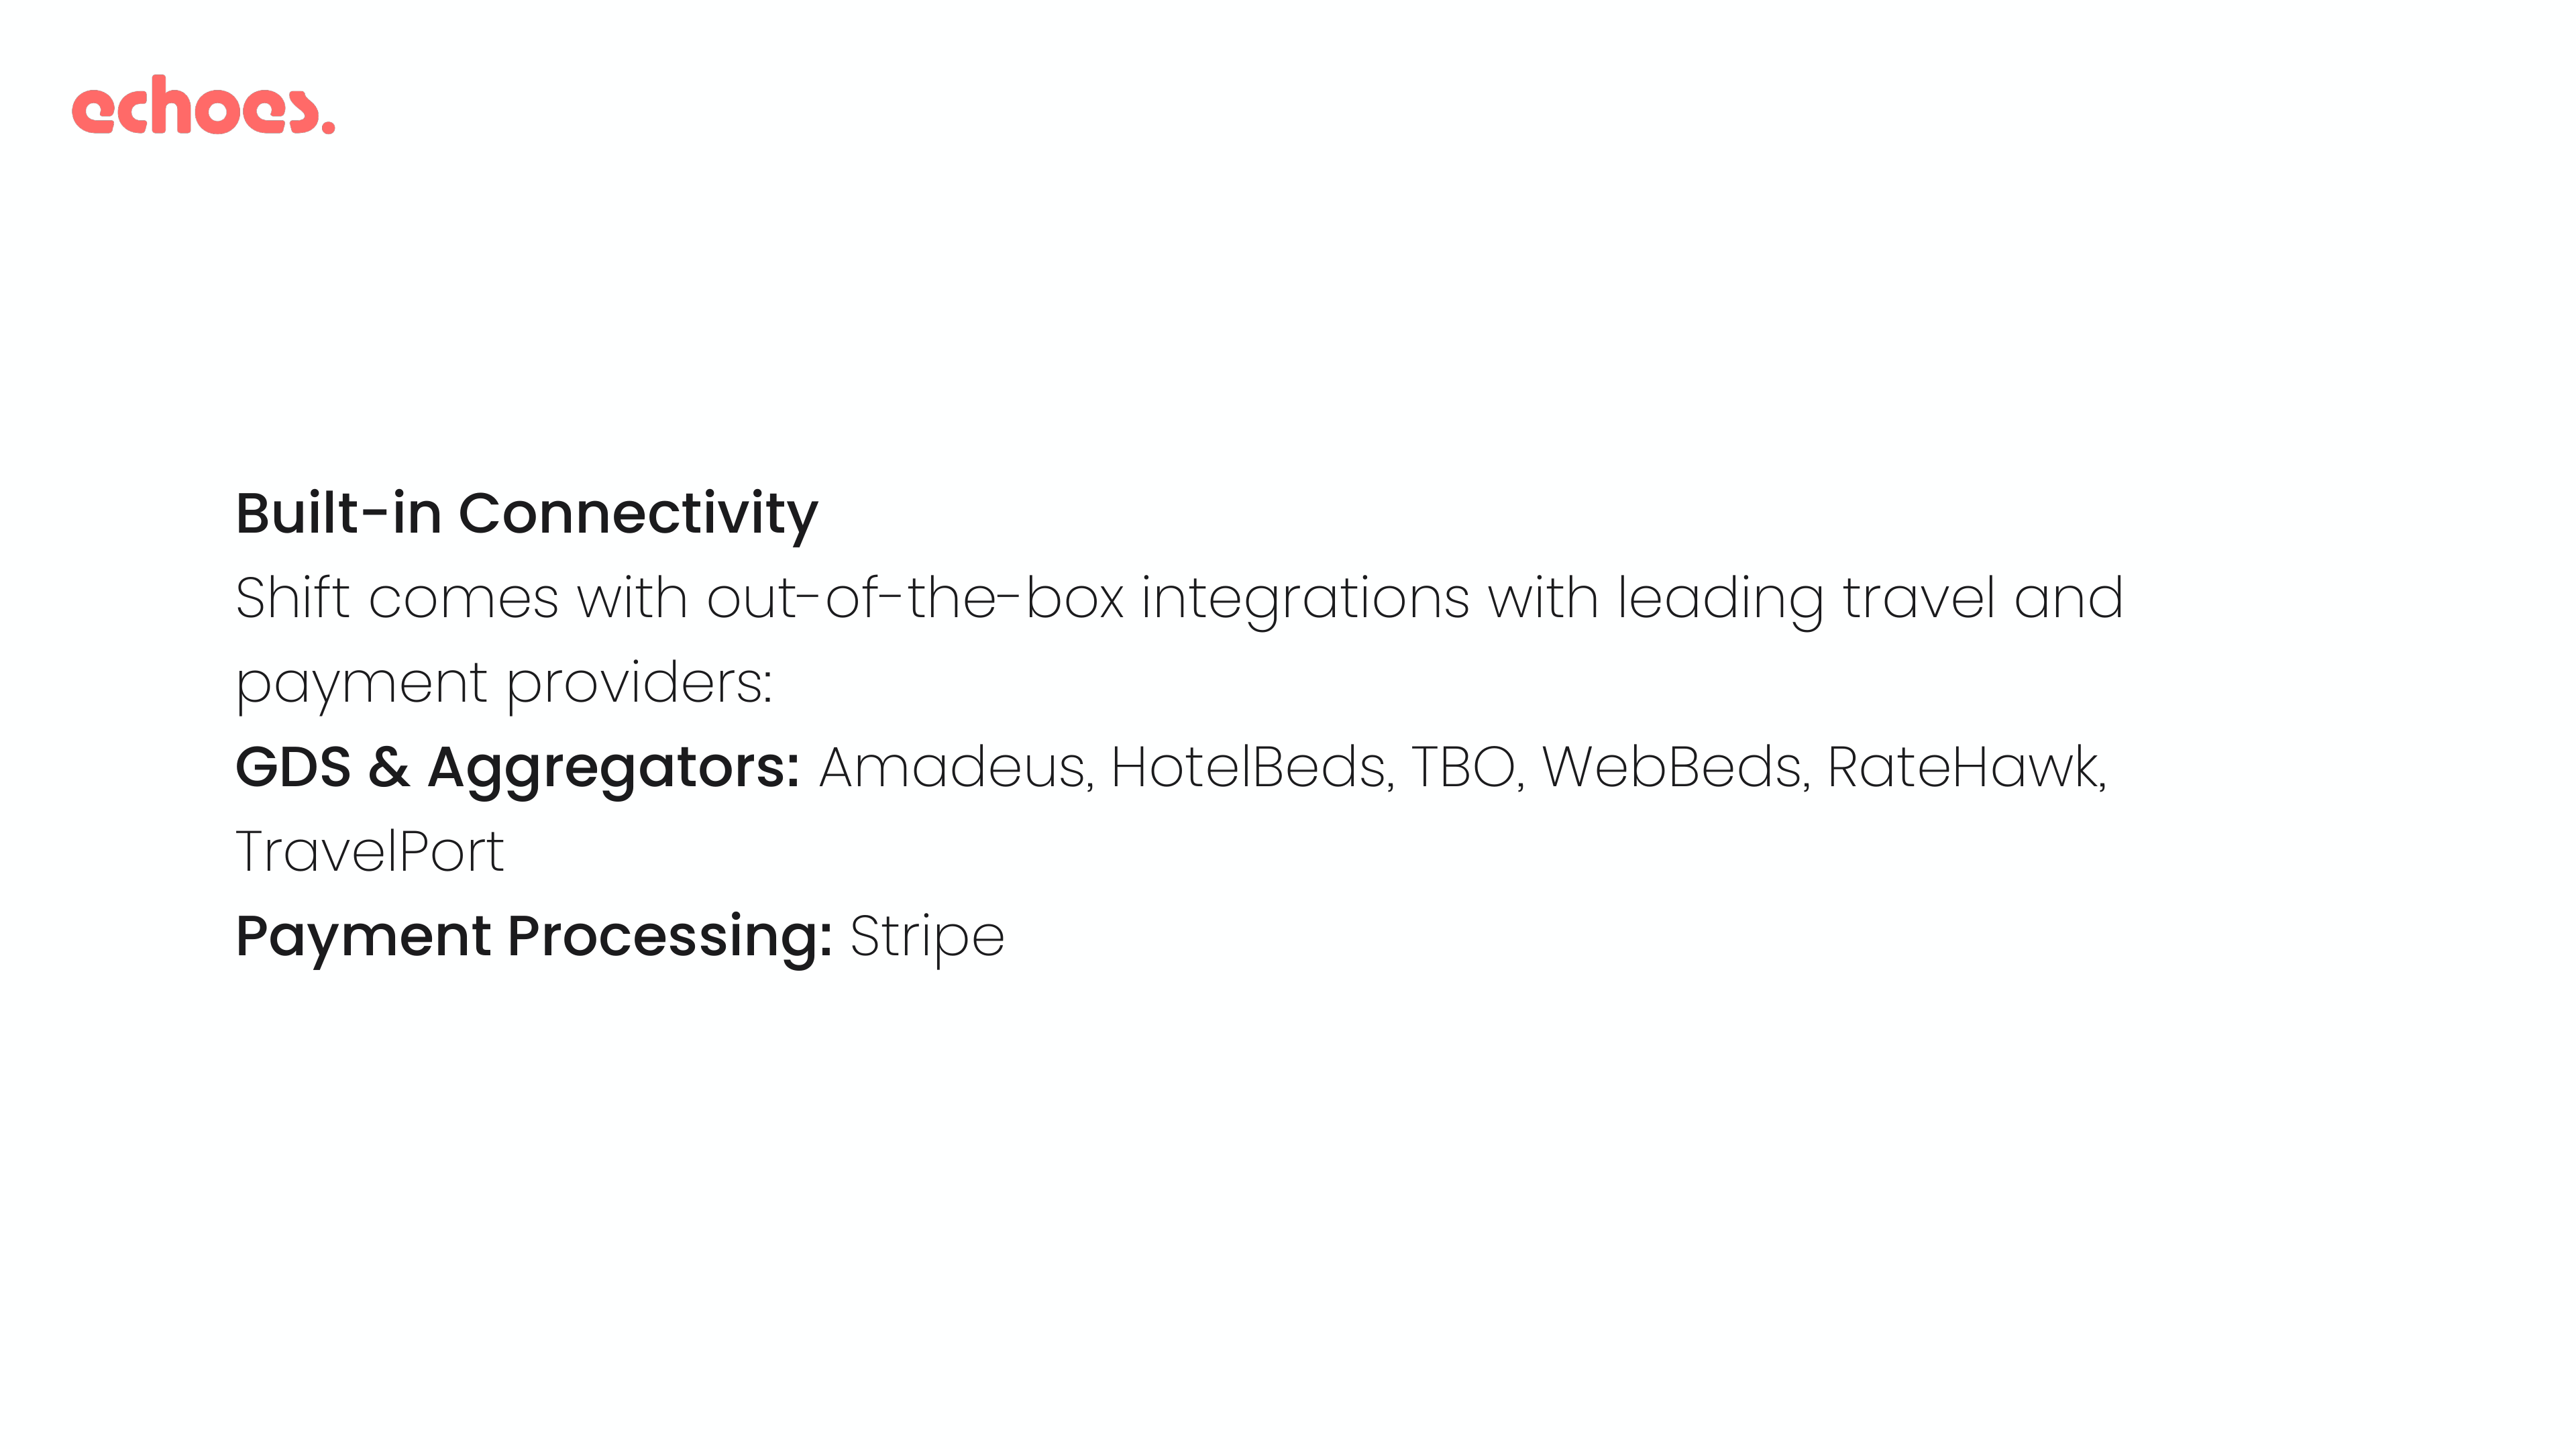 echoes.
Built-in Connectivity
Shift comes with out-of-the-box integrations with leading travel and
payment providers:
GDS & Aggregators: Amadeus, HotelBeds, TBO, WebBeds, RateHawk,
TravelPort
Payment Processing: Stripe